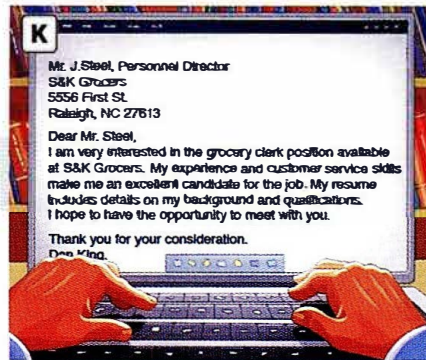 K
Mr. J. Steel, Personnel Director
S&K Grocers
5556 First St.
Raleigh, NC 27613
Dear Mr. Steel,
I am very interested in the grocery clerk position available
at S&K Grocers. My experience and customer service skills
make me an excellent candidate for the job. My resume
includes details on my background and qualifications.
I hope to have the opportunity to meet with you.
Thank you for your consideration.
Don King.